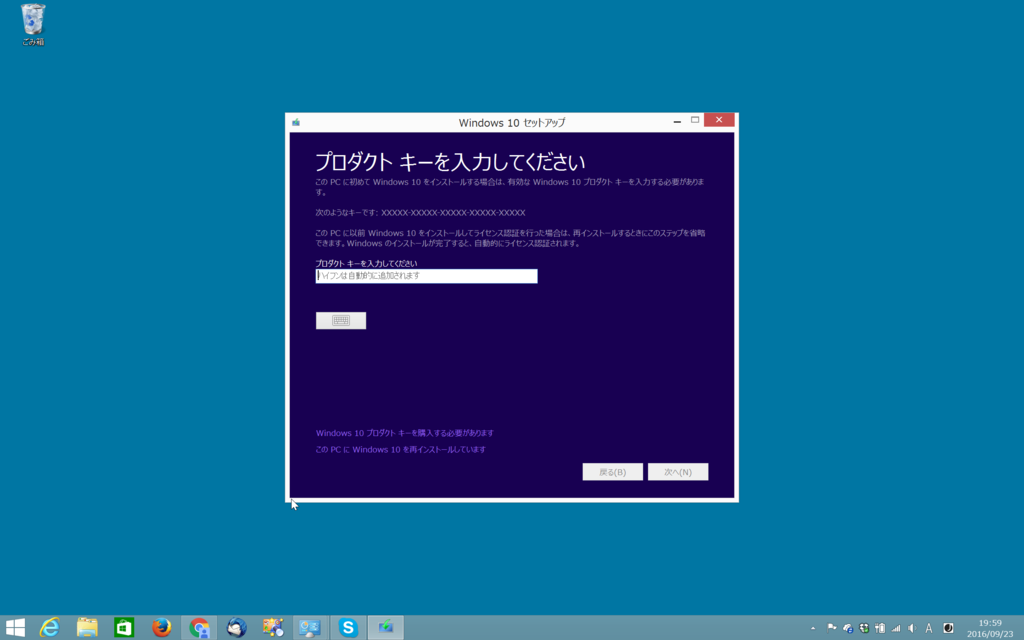 ごみ箱
Windows 10 セットアップ
プロダクト キーを入力してください
この PC に初めて Windows 10 をインストールする場合は、有効な Windows 10 プロダクト キーを入力する必要がありま
す。
次のようなキーです: XXXXX-XXXXX-XXXXX-XXXXX-XXXXX
この PC に以前 Windows 10 をインストールしてライセンス認証を行った場合は、再インストールするときにこのステップを省略
できます。Windows のインストールが完了すると、自動的にライセンス認証されます。
プロダクト キーを入力してください
ハイフンは自動的に追加されます
Windows 10 プロダクト キーを購入する必要があります
この PC に Windows 10 を再インストールしています
戻る(B) 次へ(N)
A
19:59
2016/09/23